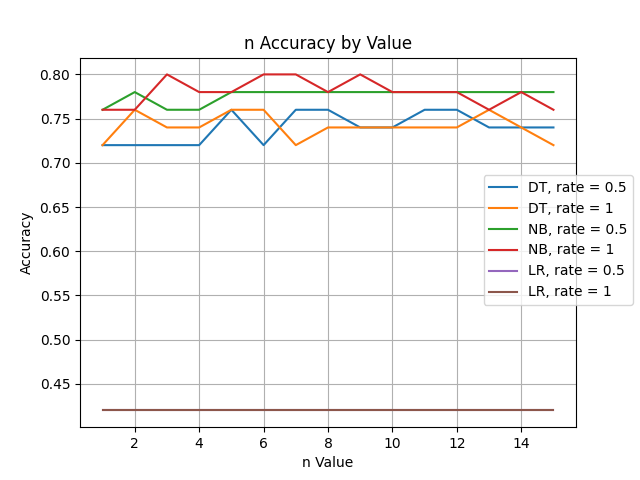 n Accuracy by Value
Accuracy
0.80
0.75
0.70
0.65
0.60
0.55
0.50
0.45
DT, rate = 0.5
DT, rate = 1
NB, rate = 0.5
NB, rate = 1
LR, rate = 0.5
LR, rate = 1
2 4 6 8 10 12 14
n Value